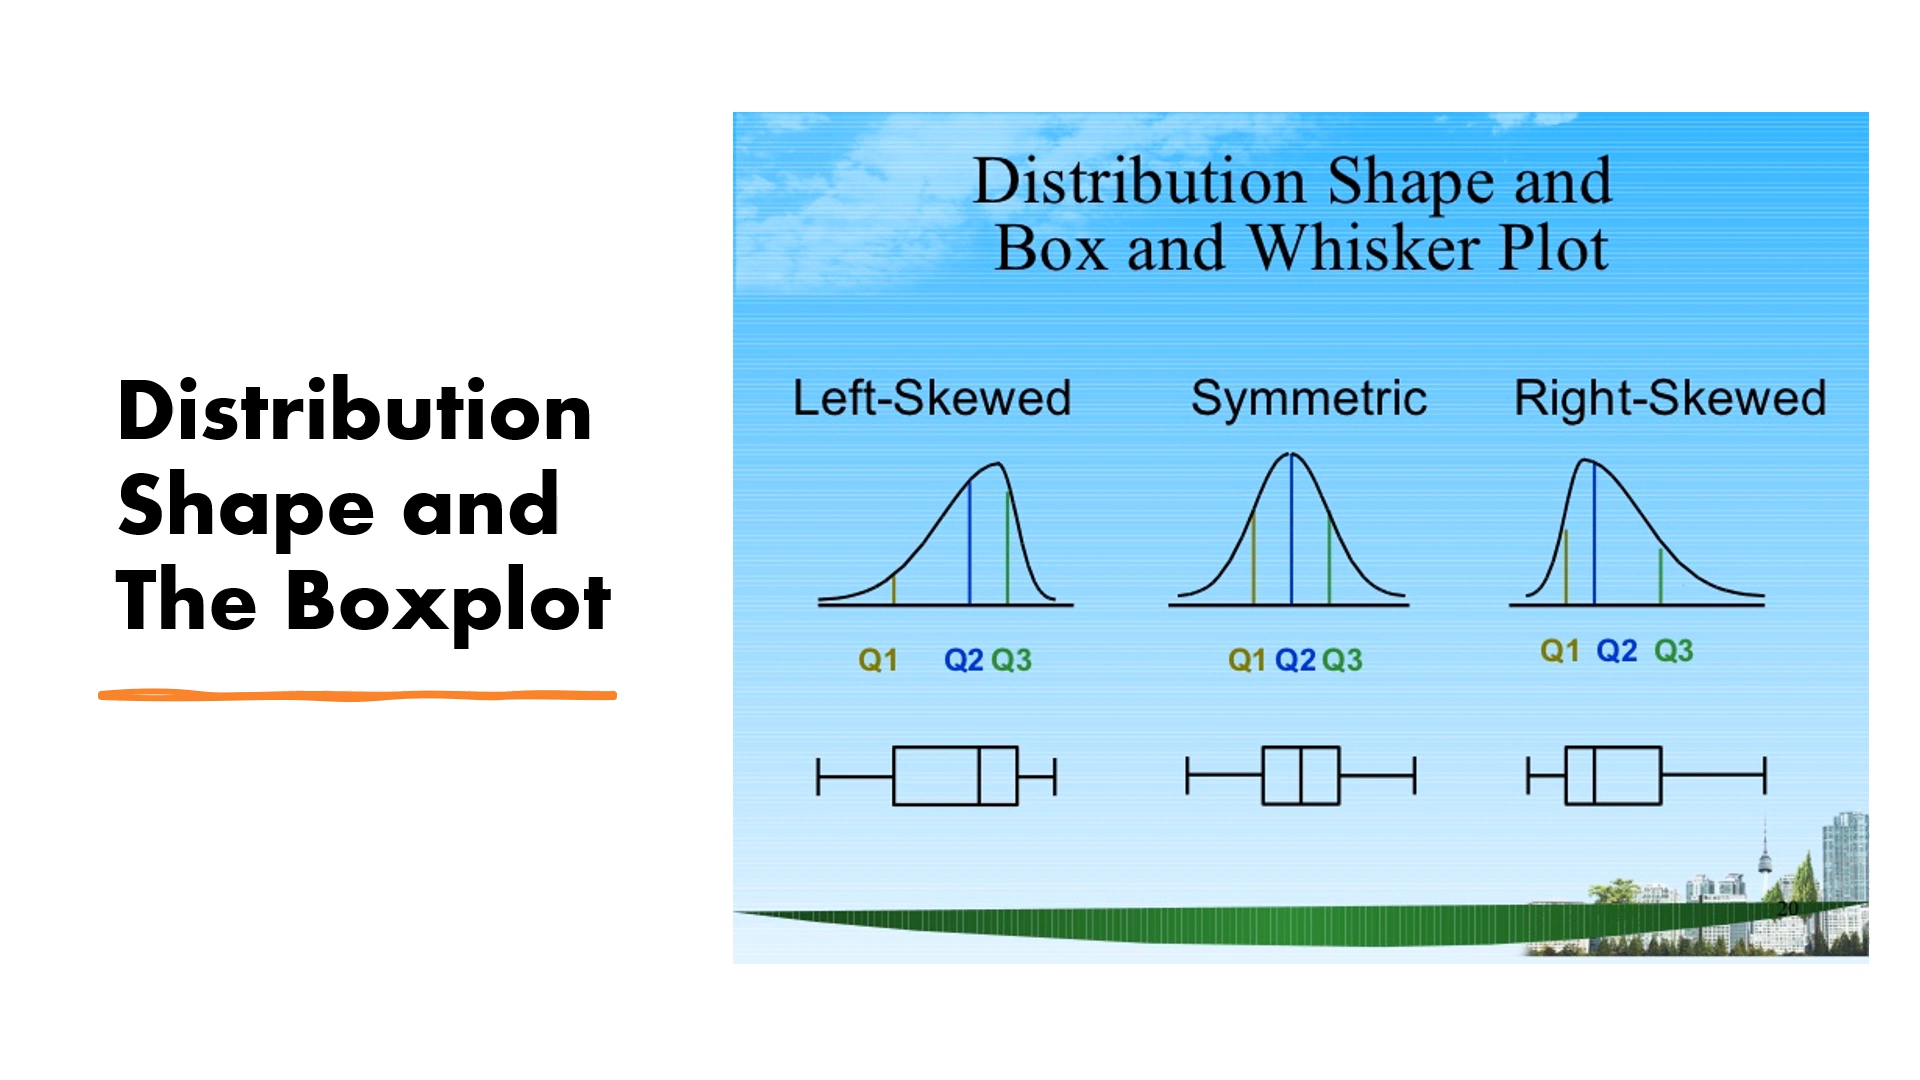 Distribution
Shape and
The Boxplot
Distribution Shape and
Box and Whisker Plot
Left-Skewed Symmetric Right-Skewed
Q1 Q2 Q3 Q1 Q2 Q3 Q1 Q2 Q3
20